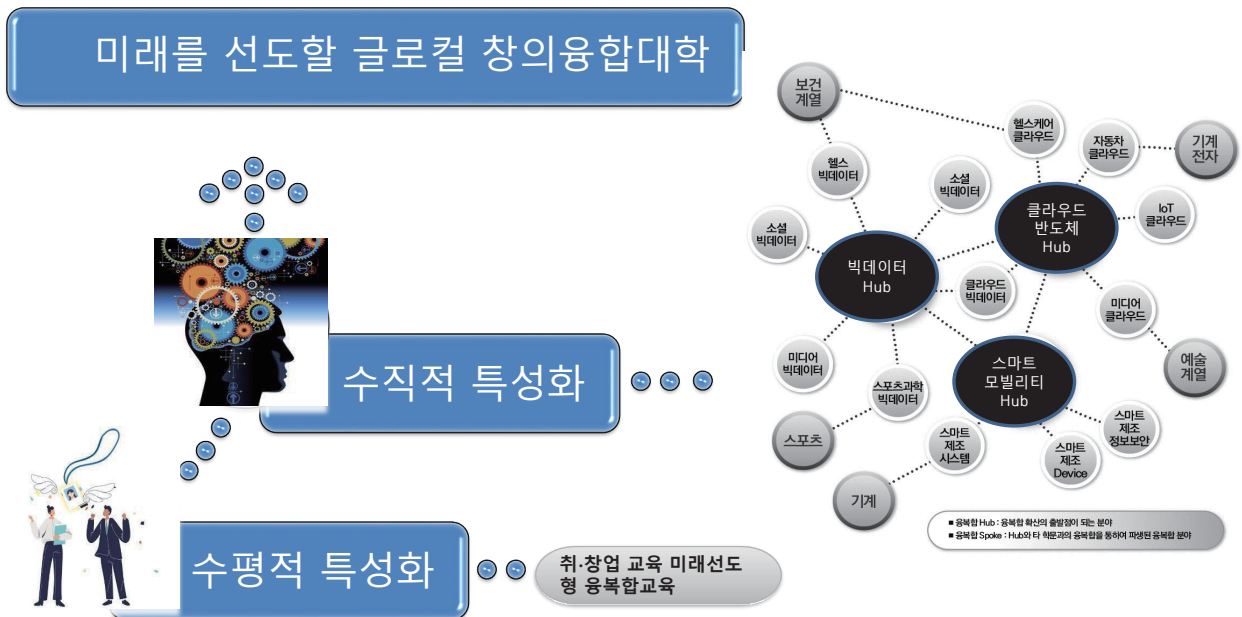 미래를 선도할 글로컬 창의융합대학
수직적 특성화
수평적 특성화
취·창업 교육 미래선도
형 융복합교육
보건
계열
헬스케어
클라우드
자동차
클라우드
기계
전자
헬스
빅데이터
소셜
빅데이터
클라우드
반도체
Hub
IoT
클라우드
소셜
빅데이터
빅데이터
Hub
클라우드
빅데이터
미디어
클라우드
미디어
빅데이터
스포츠과학
빅데이터
스마트
모빌리티
Hub
예술
계열
스포츠
스마트
제조
시스템
스마트
제조
Device
스마트
제조
정보보안
기계
■ 융복합 Hub : 융복합 확산의 출발점이 되는 분야
■ 융복합 Spoke : Hub와 타 학문과의 융복합을 통하여 파생된 융복합 분야